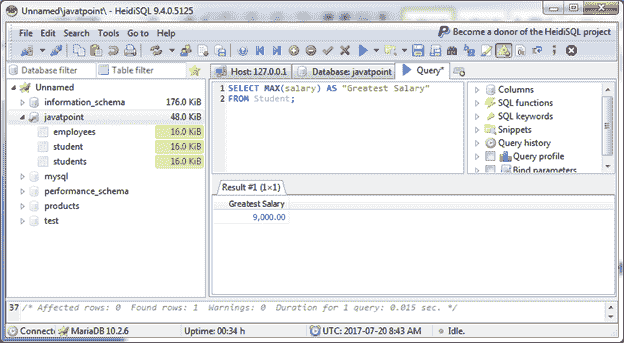 Unnamed\javatpoint\ - HeidiSQL 9.4.0.5125
File Edit Search Tools Go to Help
Become a donor of the HeidiSQL project
Database filter Table filter
Host: 127.0.0.1 Database: javatpoint Query*
Unnamed
information_schema 176.0 KiB
javatpoint 48.0 KiB
employees 16.0 KiB
student 16.0 KiB
students 16.0 KiB
mysql
performance_schema
products
test
1 SELECT MAX(salary) AS "Greatest Salary"
2 FROM Student;
Columns
SQL functions
SQL keywords
Snippets
Query history
Query profile
Bind parameters
Result #1 (1×1)
Greatest Salary
9,000.00
37 /* Affected rows: 0 Found rows: 1 Warnings: 0 Duration for 1 query: 0.015 sec. */
Connecte MariaDB 10.2.6 Uptime: 00:34 h UTC: 2017-07-20 8:43 AM Idle.